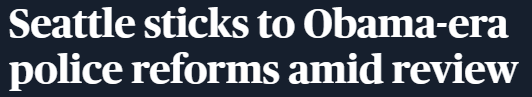 Seattle sticks to Obama-era
police reforms amid review